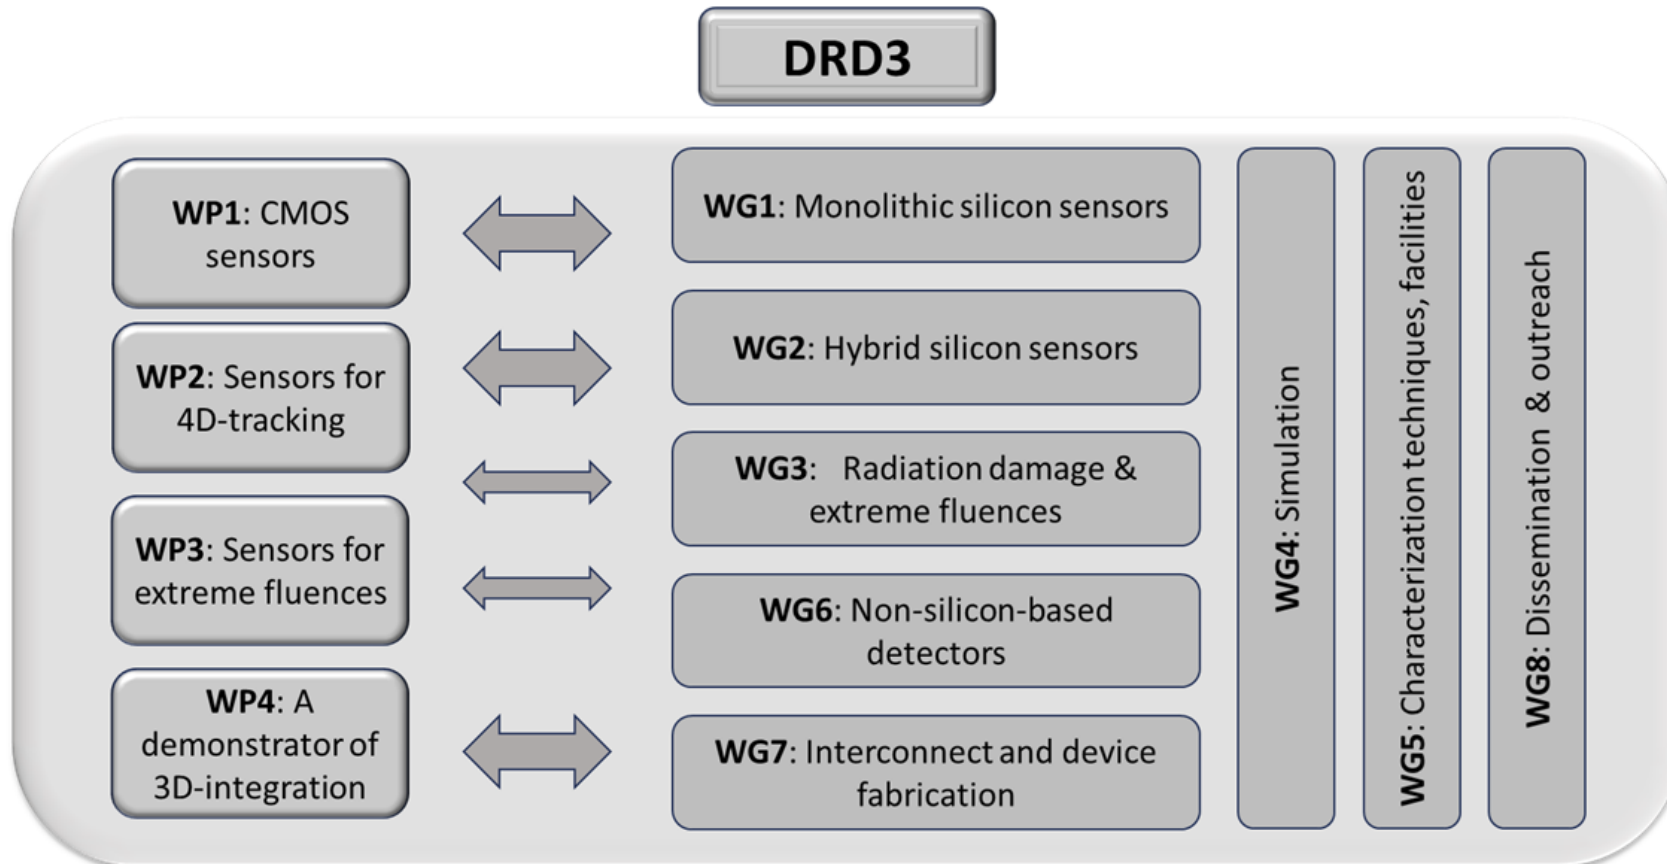 DRD3
WP1: CMOS
sensors
WP2: Sensors for
4D-tracking
WP3: Sensors for
extreme fluences
WP4: A
demonstrator of
3D-integration
WG1: Monolithic silicon sensors
WG2: Hybrid silicon sensors
WG3: Radiation damage &
extreme fluences
WG6: Non-silicon-based
detectors
WG7: Interconnect and device
fabrication
WG4: Simulation
WG5: Characterization techniques, facilities
WG8: Dissemination & outreach